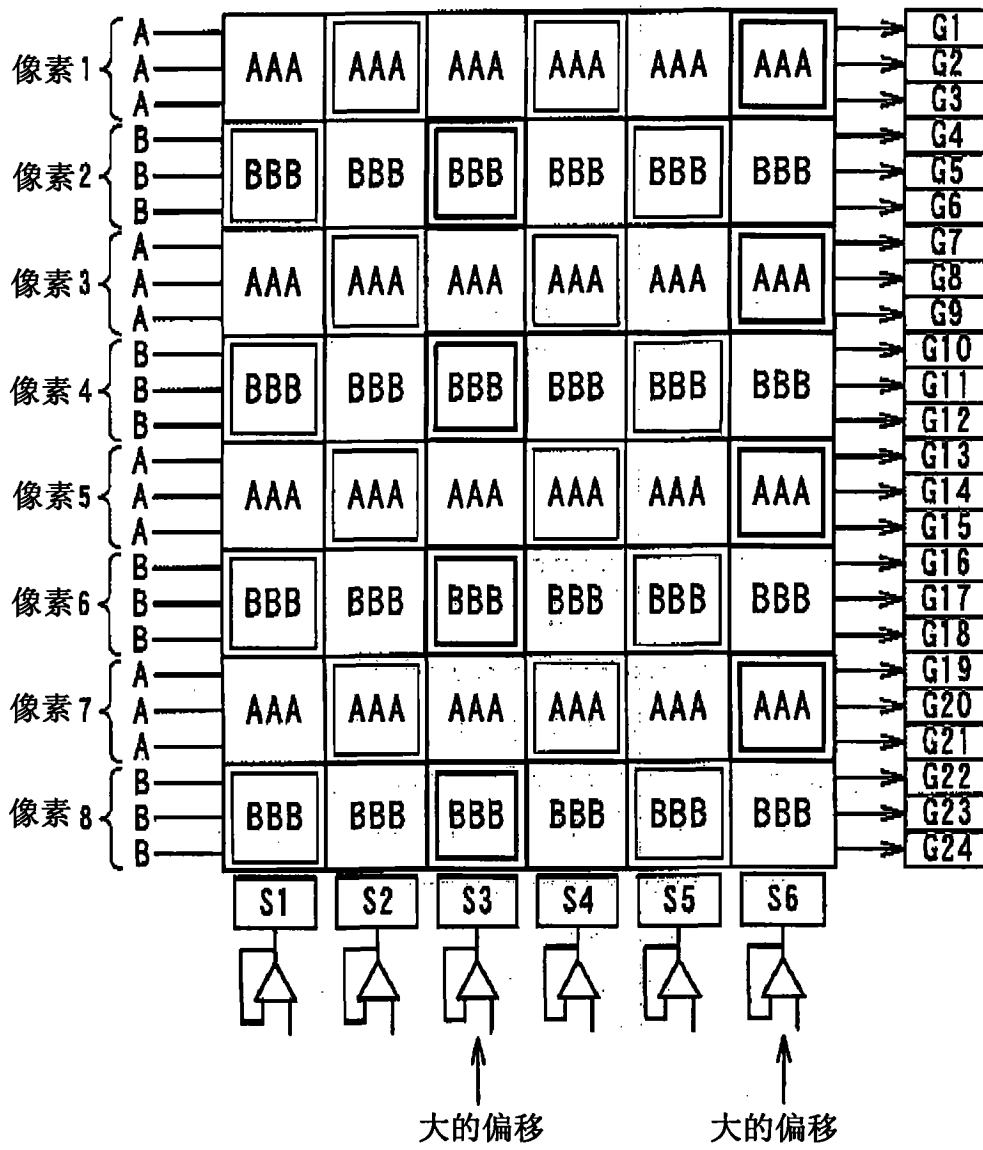 A G1
像素1 A AAA AAA AAA AAA AAA AAA G2
A G3
B G4
像素2 B BBB BBB BBB BBB BBB BBB G5
B G6
A G7
像素3 A AAA AAA AAA AAA AAA AAA G8
A G9
B G10
像素4 B BBB BBB BBB BBB BBB BBB G11
B G12
A G13
像素5 A AAA AAA AAA AAA AAA AAA G14
A G15
B G16
像素6 B BBB BBB BBB BBB BBB BBB G17
B G18
A G19
像素7 A AAA AAA AAA AAA AAA AAA G20
A G21
B G22
像素8 B BBB BBB BBB BBB BBB BBB G23
B G24
S1 S2 S3 S4 S5 S6
大的偏移 大的偏移